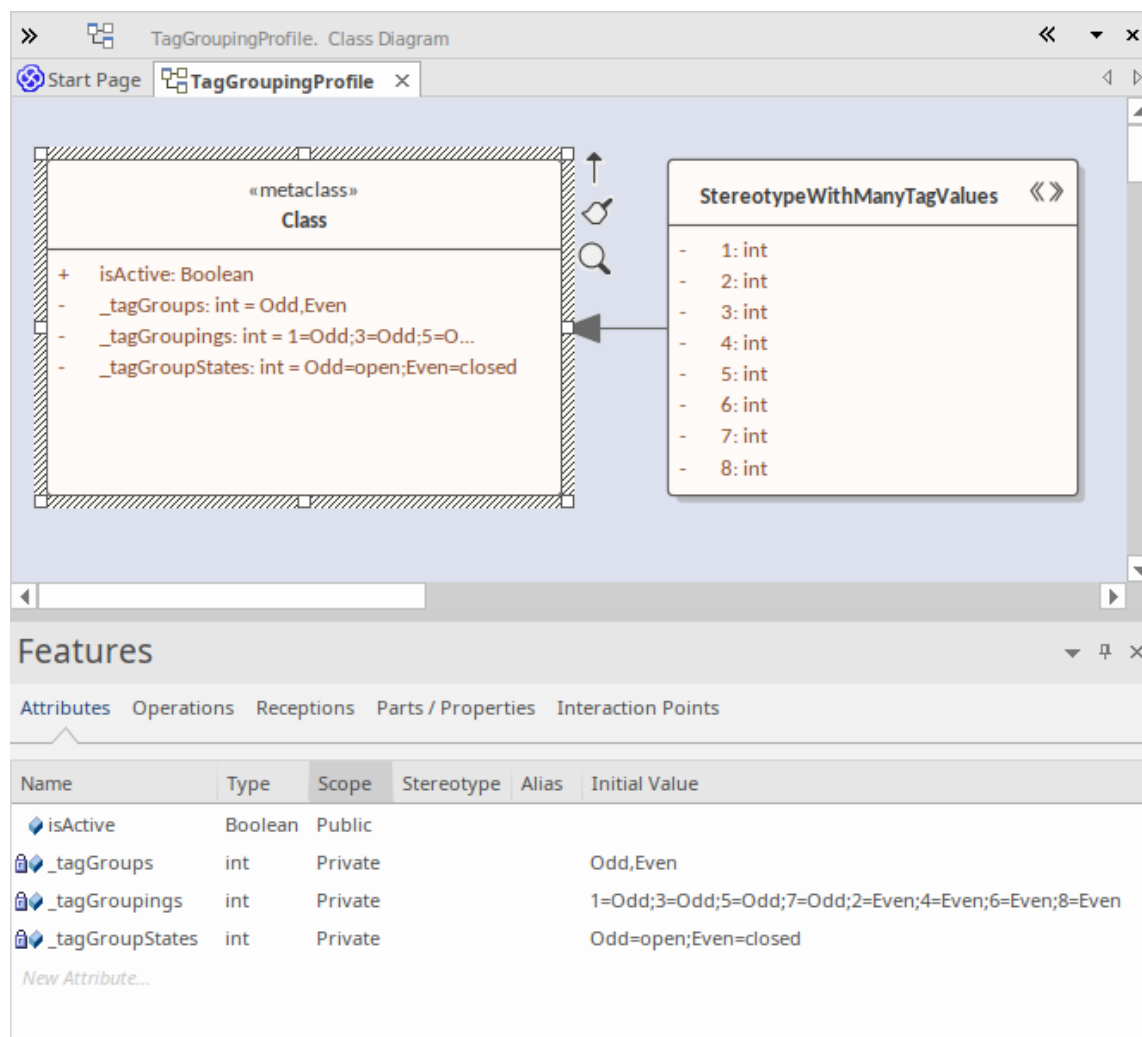 TagGroupingProfile. Class Diagram
Start Page TagGroupingProfile
«metaclass»
Class
+ isActive: Boolean
- _tagGroups: int = Odd,Even
- _tagGroupings: int = 1=Odd;3=Odd;5=O...
- _tagGroupStates: int = Odd=open;Even=closed
StereotypeWithManyTagValues «»
- 1: int
- 2: int
- 3: int
- 4: int
- 5: int
- 6: int
- 7: int
- 8: int
Features
Attributes Operations Receptions Parts / Properties Interaction Points
Name Type Scope Stereotype Alias Initial Value
isActive Boolean Public
_tagGroups int Private Odd,Even
_tagGroupings int Private 1=Odd;3=Odd;5=Odd;7=Odd;2=Even;4=Even;6=Even;8=Even
_tagGroupStates int Private Odd=open;Even=closed
New Attribute...